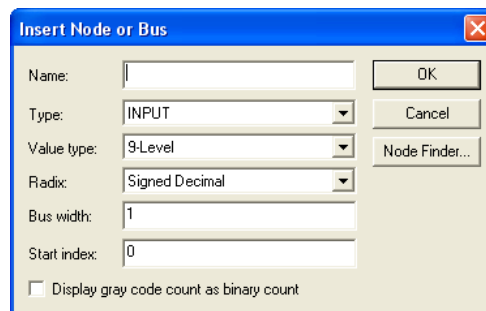 Insert Node or Bus
Name:
OK
Type: INPUT
Cancel
Value type: 9-Level
Node Finder...
Radix: Signed Decimal
Bus width: 1
Start index: 0
Display gray code count as binary count